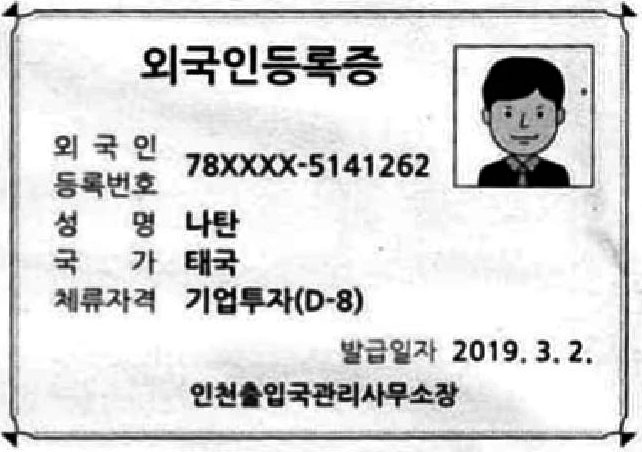 외국인등록증
외 국 인
등록번호 78XXXX-5141262
성 명 나탄
국 가 태국
체류자격 기업투자(D-8)
발급일자 2019. 3. 2.
인천출입국관리사무소장